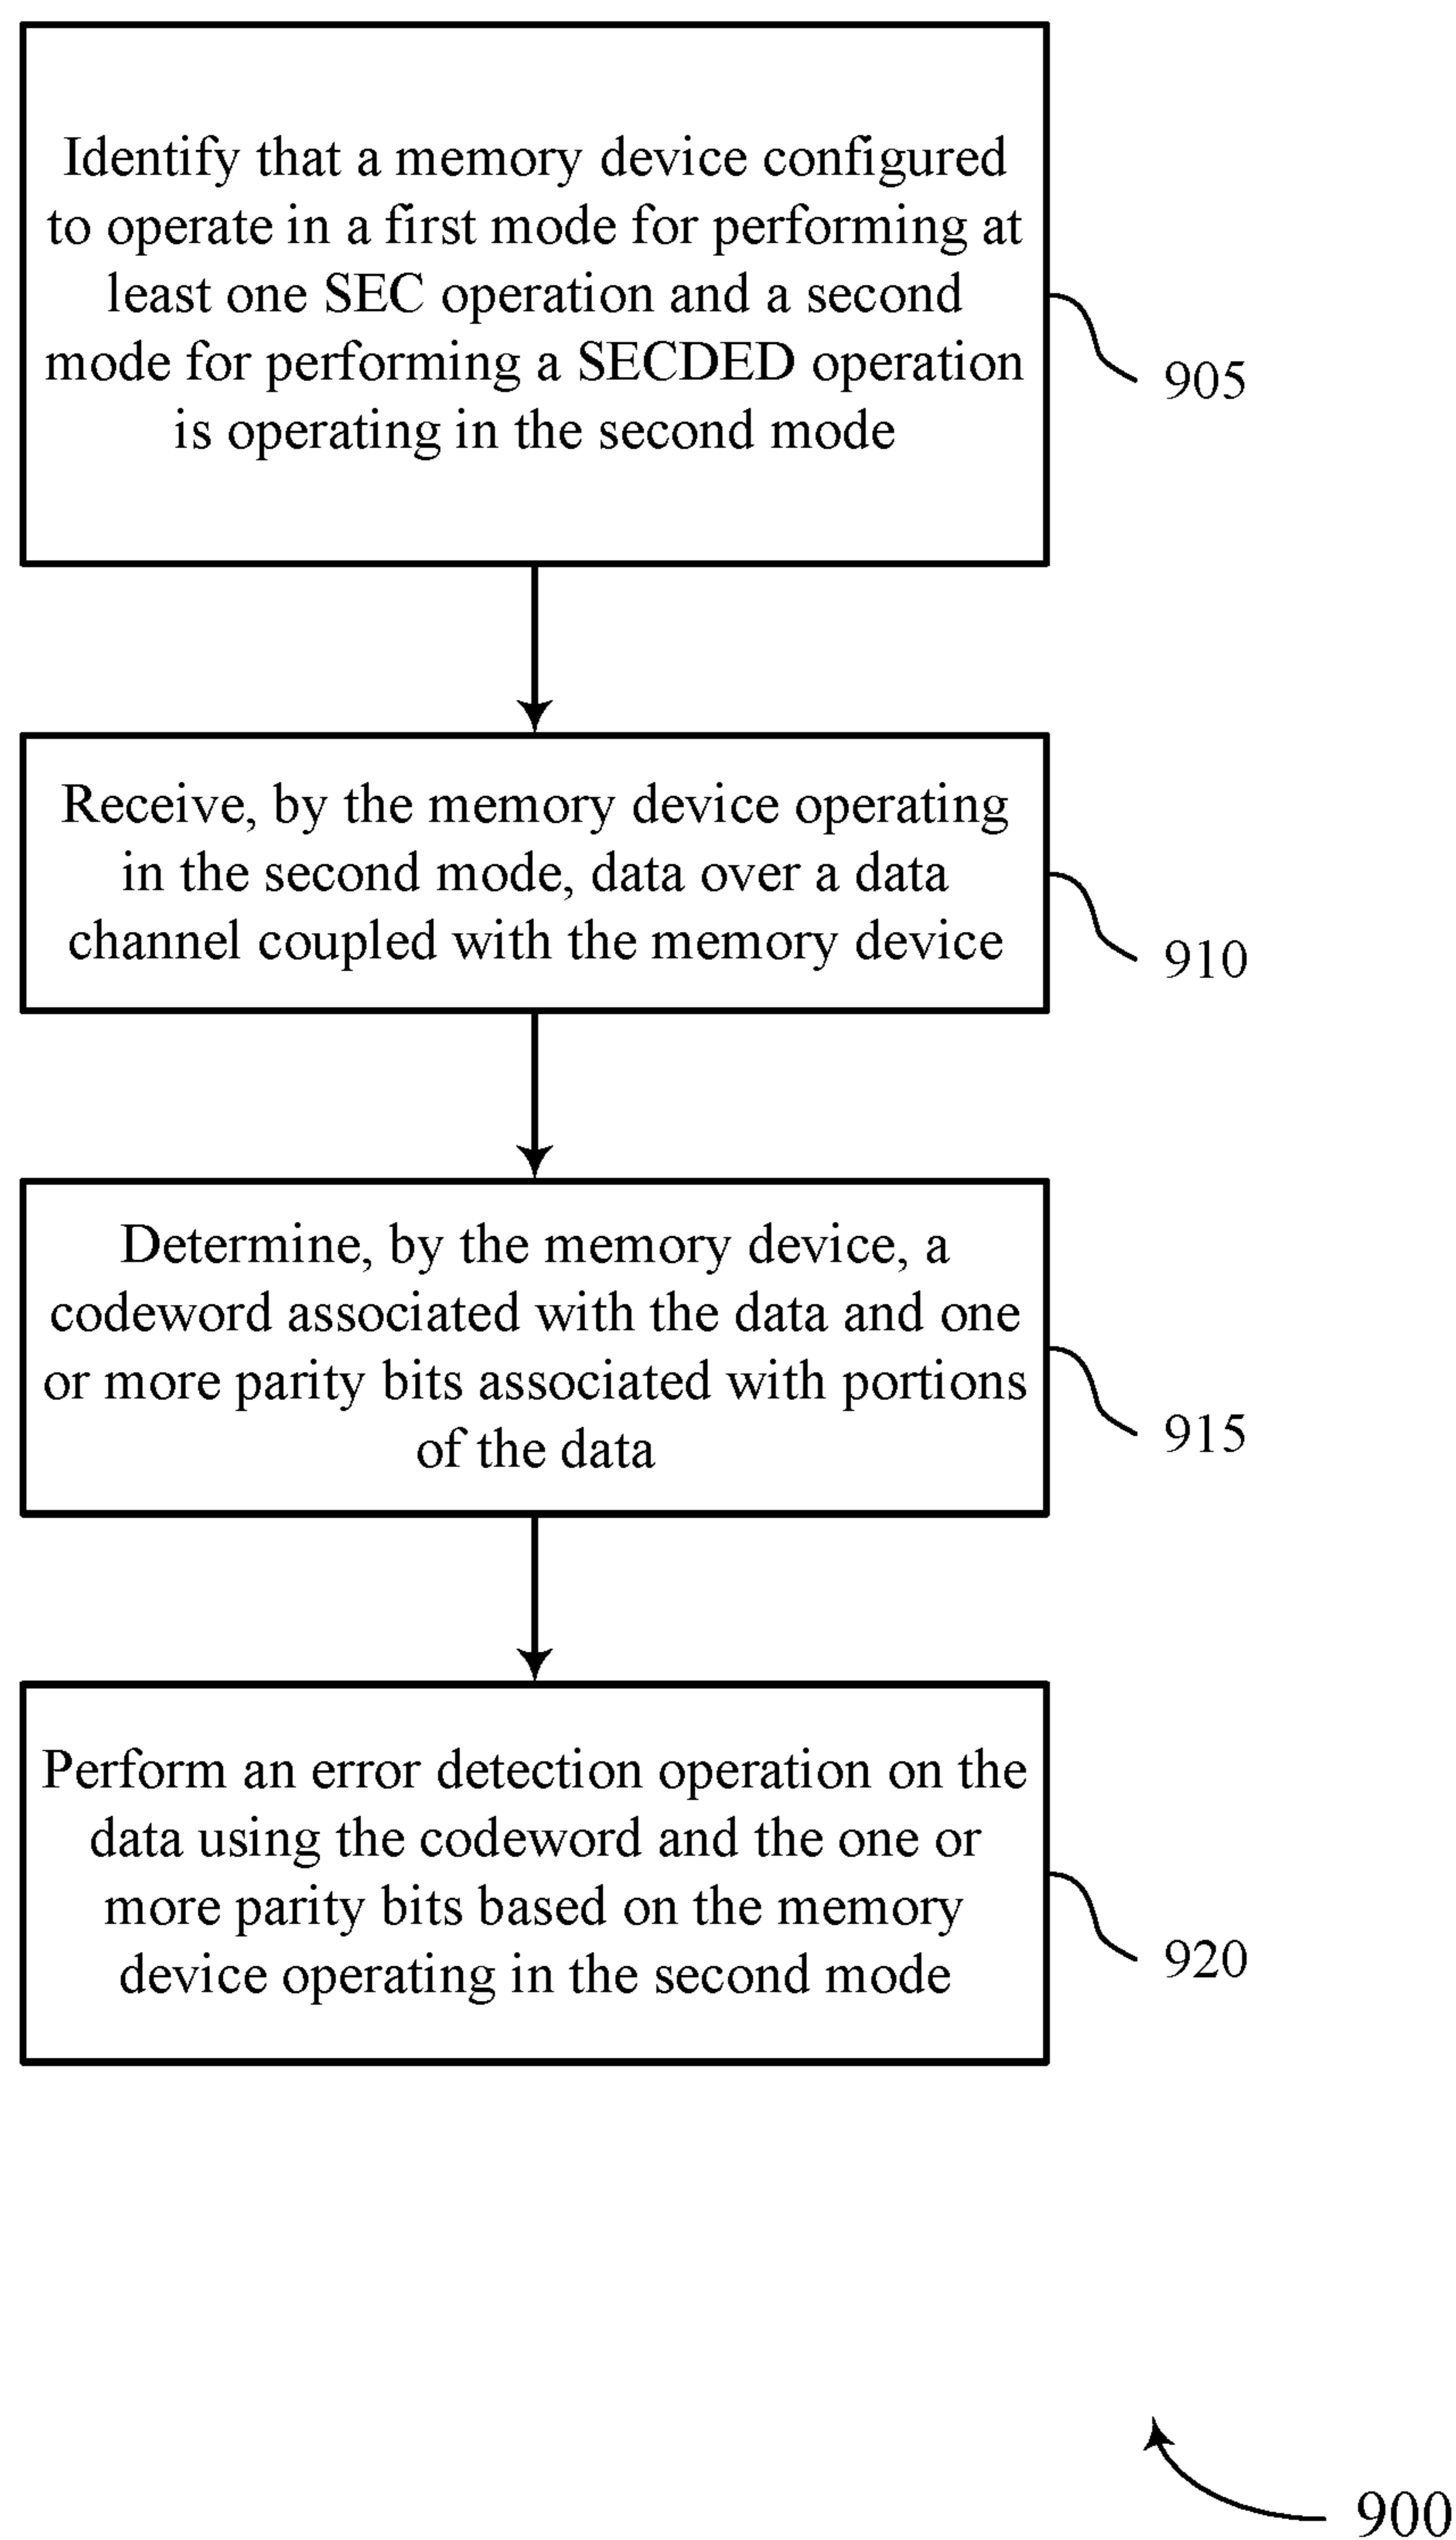 Identify that a memory device configured
to operate in a first mode for performing at
least one SEC operation and a second
mode for performing a SECDED operation
is operating in the second mode
905
Receive, by the memory device operating
in the second mode, data over a data
channel coupled with the memory device
910
Determine, by the memory device, a
codeword associated with the data and one
or more parity bits associated with portions
of the data
915
Perform an error detection operation on the
data using the codeword and the one or
more parity bits based on the memory
device operating in the second mode
920
900